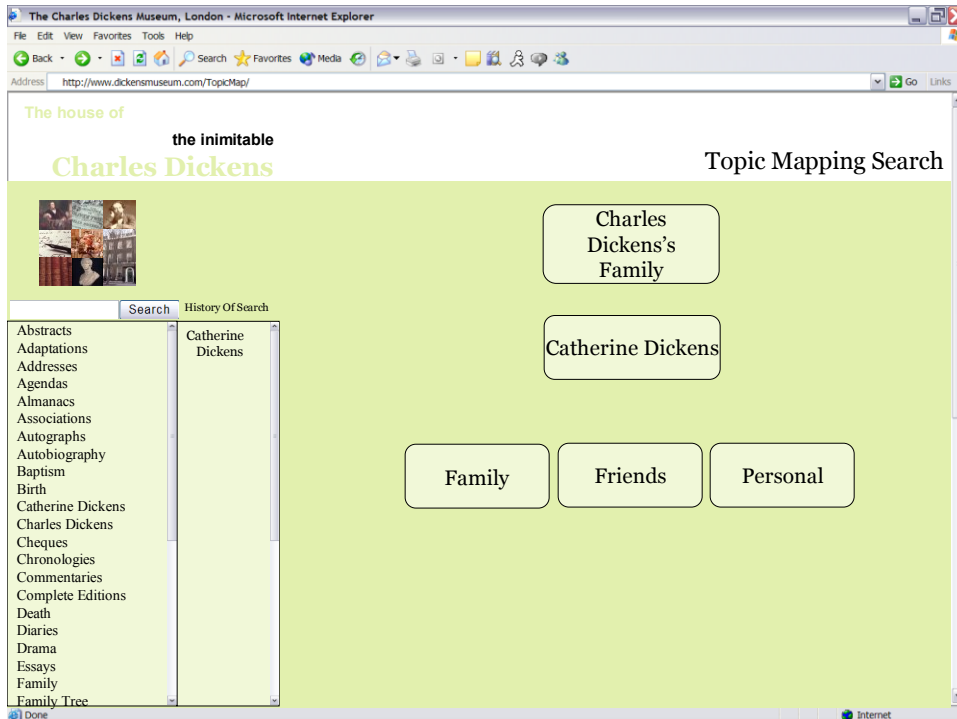 The Charles Dickens Museum, London - Microsoft Internet Explorer
File Edit View Favorites Tools Help
Back Search Favorites Media
Address http://www.dickensmuseum.com/TopicMap/ Go Links
The house of
the inimitable
Charles Dickens
Topic Mapping Search
Charles
Dickens's
Family
Search History Of Search
Catherine Dickens
Abstracts
Adaptations
Addresses
Agendas
Almanacs
Associations
Autographs
Autobiography
Baptism
Birth
Catherine Dickens
Charles Dickens
Cheques
Chronologies
Commentaries
Complete Editions
Death
Diaries
Drama
Essays
Family
Family Tree
Catherine
Dickens
Family Friends Personal
Done Internet